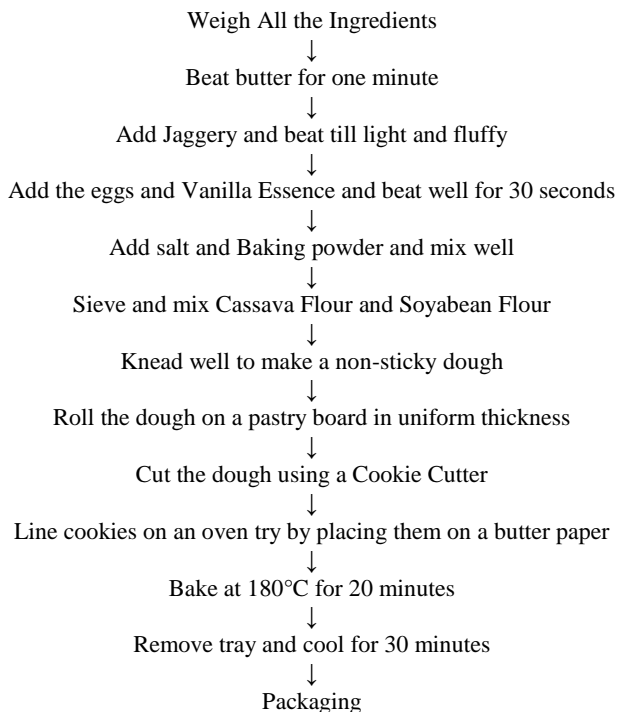 Weigh All the Ingredients
↓
Beat butter for one minute
↓
Add Jaggery and beat till light and fluffy
↓
Add the eggs and Vanilla Essence and beat well for 30 seconds
↓
Add salt and Baking powder and mix well
↓
Sieve and mix Cassava Flour and Soyabean Flour
↓
Knead well to make a non-sticky dough
↓
Roll the dough on a pastry board in uniform thickness
↓
Cut the dough using a Cookie Cutter
↓
Line cookies on an oven try by placing them on a butter paper
↓
Bake at 180°C for 20 minutes
↓
Remove tray and cool for 30 minutes
↓
Packaging